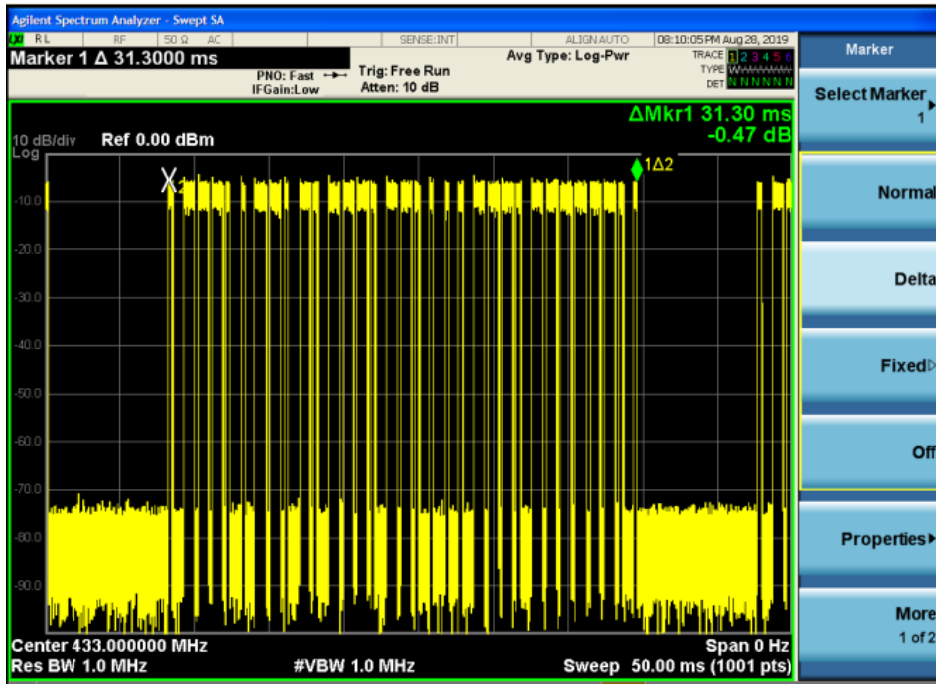 Agilent Spectrum Analyzer - Swept SA
LXI RL RF 50 Ω AC SENSE:INT ALIGN AUTO 08:10:05 PM Aug 28, 2019
Marker 1 Δ 31.3000 ms
PNO: Fast
IFGain:Low
Trig: Free Run
Atten: 10 dB
Avg Type: Log-Pwr
TRACE 1 2 3 4 5 6
TYPE W
DET N N N N N N
ΔMkr1 31.30 ms
-0.47 dB
10 dB/div Ref 0.00 dBm
Log
1Δ2
2
-10.0
-20.0
-30.0
-40.0
-50.0
-60.0
-70.0
-80.0
-90.0
Center 433.000000 MHz
Span 0 Hz
Res BW 1.0 MHz
#VBW 1.0 MHz
Sweep 50.00 ms (1001 pts)
Marker
Select Marker
1
Normal
Delta
Fixed
Off
Properties
More
1 of 2